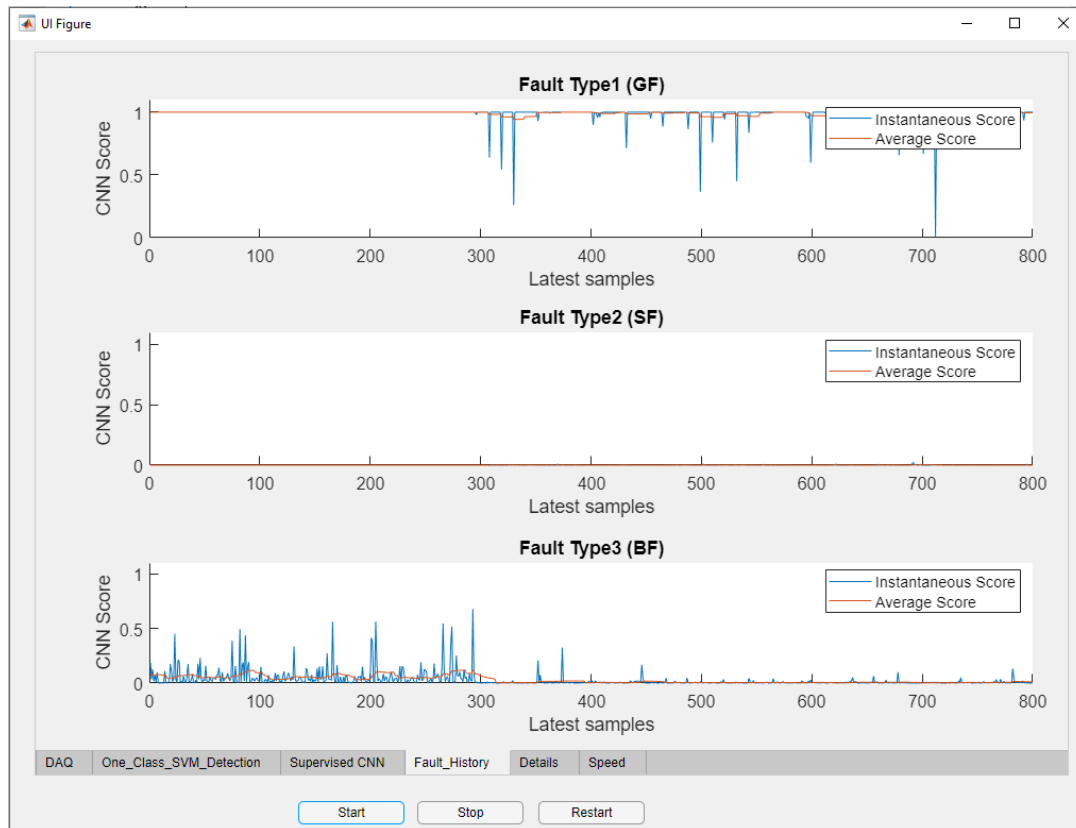 UI Figure
Fault Type1 (GF)
CNN Score
1
0.5
0
Instantaneous Score
Average Score
0 100 200 300 400 500 600 700 800
Latest samples
Fault Type2 (SF)
CNN Score
1
0.5
0
Instantaneous Score
Average Score
0 100 200 300 400 500 600 700 800
Latest samples
Fault Type3 (BF)
CNN Score
1
0.5
0
Instantaneous Score
Average Score
0 100 200 300 400 500 600 700 800
Latest samples
DAQ One_Class_SVM_Detection Supervised CNN Fault_History Details Speed
Start Stop Restart